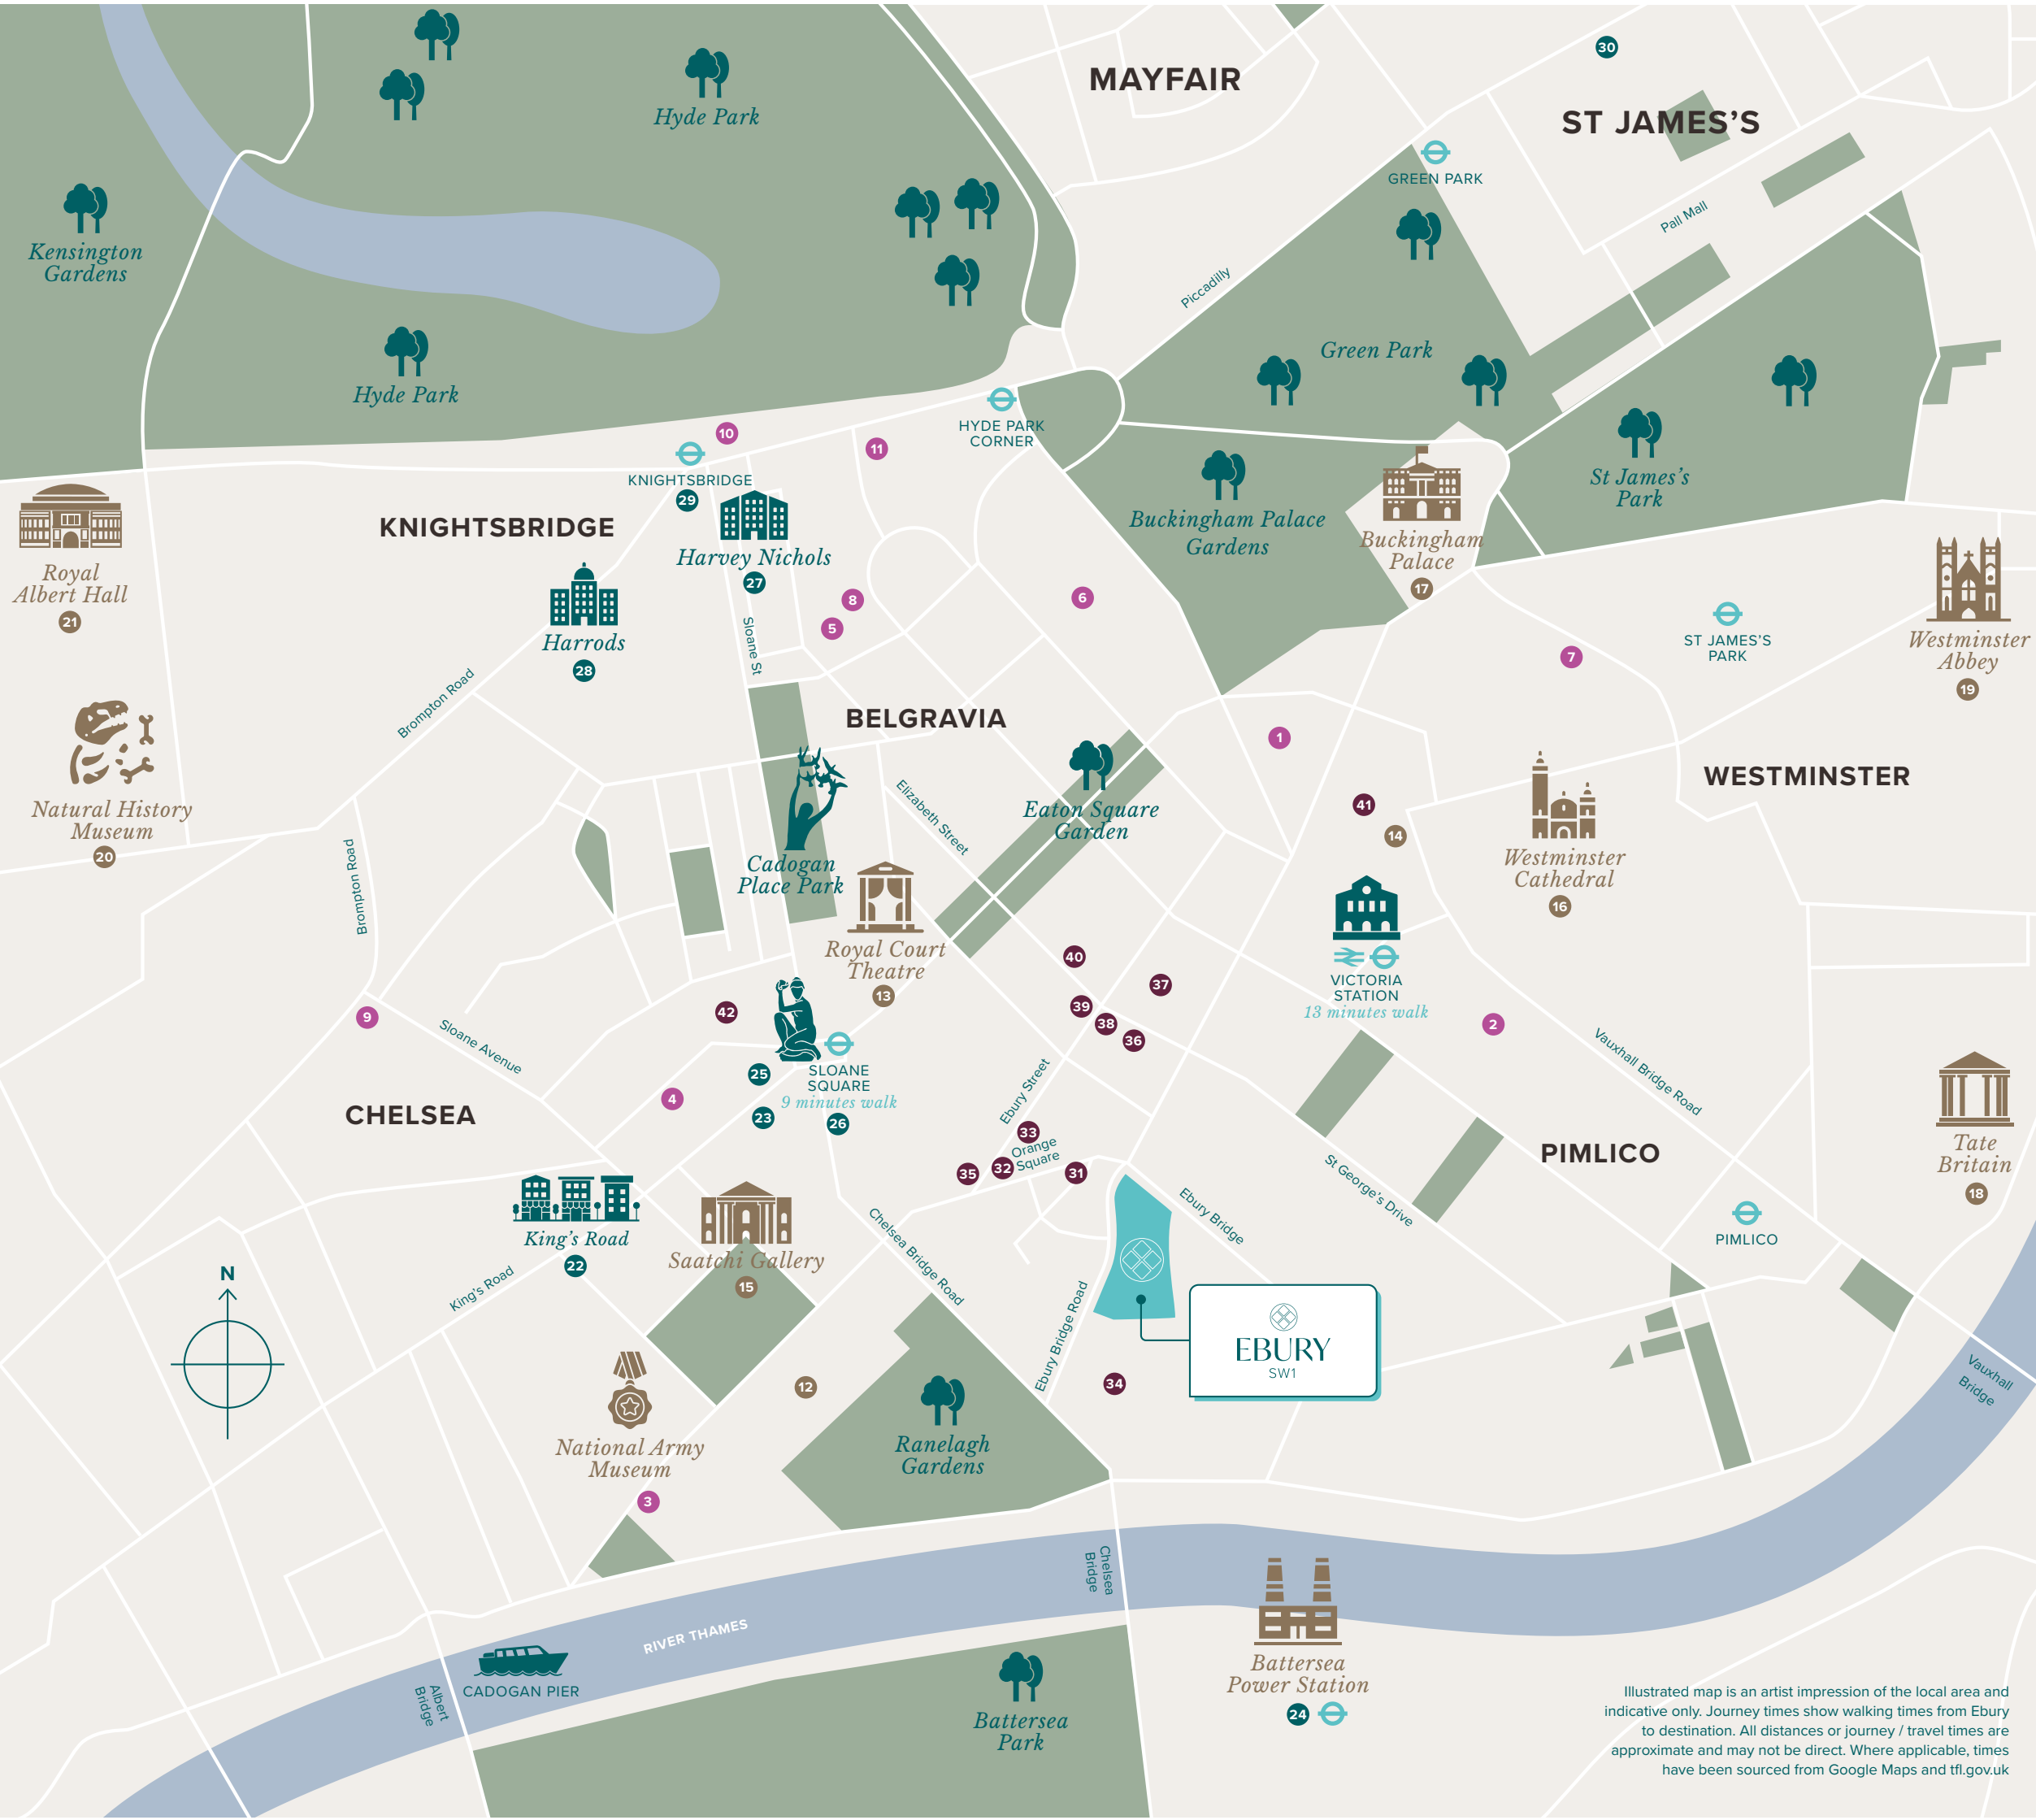 30
MAYFAIR
Hyde Park
ST JAMES’S
GREEN PARK
Pall Mall
Kensington
Gardens
Piccadilly
Green Park
Hyde Park
HYDE PARK
CORNER
10
11
KNIGHTSBRIDGE
29
St James’s
Park
KNIGHTSBRIDGE
Harvey Nichols
27
Buckingham Palace
Gardens
Buckingham
Palace
17
Royal
Albert Hall
21
8
6
5
Harrods
28
Sloane St
ST JAMES’S
PARK
7
Westminster
Abbey
19
Brompton Road
BELGRAVIA
1
WESTMINSTER
Natural History
Museum
20
Elizabeth Street
Eaton Square
Garden
41
14
Brompton Road
Cadogan
Place Park
Westminster
Cathedral
16
Royal Court
Theatre
13
40
37
VICTORIA
STATION
13 minutes walk
39
38
36
42
9
2
Sloane Avenue
Vauxhall Bridge Road
25
SLOANE
SQUARE
9 minutes walk
4
23
26
CHELSEA
Ebury Street
33
Orange
Square
32
35
31
PIMLICO
Tate
Britain
18
St George’s Drive
Ebury Bridge
PIMLICO
King’s Road
22
Saatchi Gallery
15
Chelsea Bridge Road
King’s Road
N
Ebury Bridge Road
EBURY
SW1
34
12
Vauxhall
Bridge
National Army
Museum
3
Ranelagh
Gardens
Chelsea
Bridge
RIVER THAMES
CADOGAN PIER
Albert
Bridge
Battersea
Park
Battersea
Power Station
24
Illustrated map is an artist impression of the local area and
indicative only. Journey times show walking times from Ebury
to destination. All distances or journey / travel times are
approximate and may not be direct. Where applicable, times
have been sourced from Google Maps and tfl.gov.uk